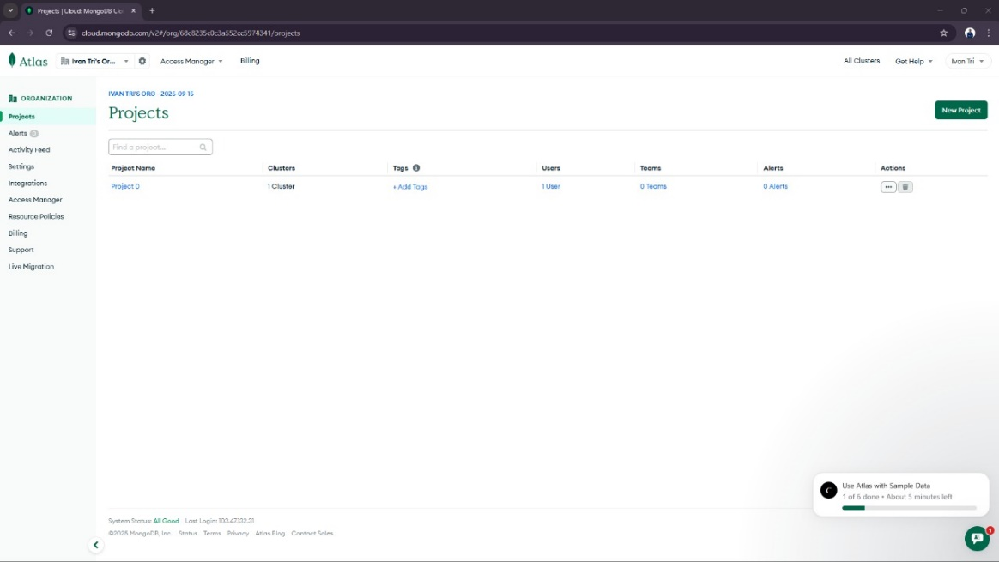 Projects | Cloud: MongoDB Clo
cloud.mongodb.com/v2#/org/68c8235c0c3a552cc5974341/projects
Atlas Ivan Tri's Or... Access Manager Billing All Clusters Get Help Ivan Tri
ORGANIZATION
Projects
Alerts 0
Activity Feed
Settings
Integrations
Access Manager
Resource Policies
Billing
Support
Live Migration
IVAN TRI'S ORG - 2025-09-15
Projects
New Project
Find a project...
Project Name Clusters Tags Users Teams Alerts Actions
Project 0 1 Cluster + Add Tags 1 User 0 Teams 0 Alerts
Use Atlas with Sample Data
C
1 of 6 done • About 5 minutes left
System Status: All Good Last Login:
©2025 MongoDB, Inc. Status Terms Privacy Atlas Blog Contact Sales
1